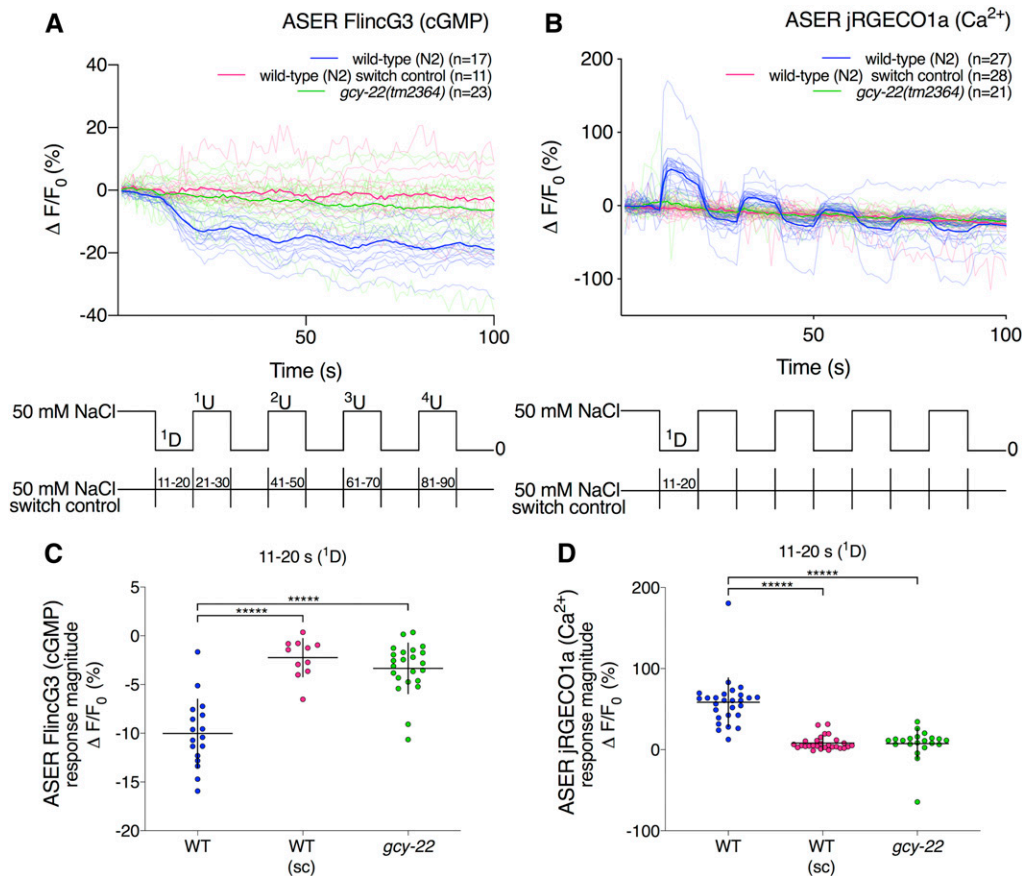 A
ASER FlincG3 (cGMP)
wild-type (N2) (n=17)
wild-type (N2) switch control (n=11)
gcy-22(tm2364) (n=23)
Δ F/F₀ (%)
40
20
0
-20
-40
50
100
Time (s)
50 mM NaCl
¹D
¹U
²U
³U
⁴U
0
50 mM NaCl
switch control
11-20
21-30
41-50
61-70
81-90
B
ASER jRGECO1a (Ca²⁺)
wild-type (N2) (n=27)
wild-type (N2) switch control (n=28)
gcy-22(tm2364) (n=21)
Δ F/F₀ (%)
200
100
0
-100
50
100
Time (s)
50 mM NaCl
¹D
0
50 mM NaCl
switch control
11-20
C
11-20 s (¹D)
ASER FlincG3 (cGMP)
response magnitude
Δ F/F₀ (%)
5
0
-5
-10
-15
-20
*****
*****
WT
WT
(sc)
gcy-22
D
11-20 s (¹D)
ASER jRGECO1a (Ca²⁺)
response magnitude
Δ F/F₀ (%)
200
100
0
-100
*****
*****
WT
WT
(sc)
gcy-22